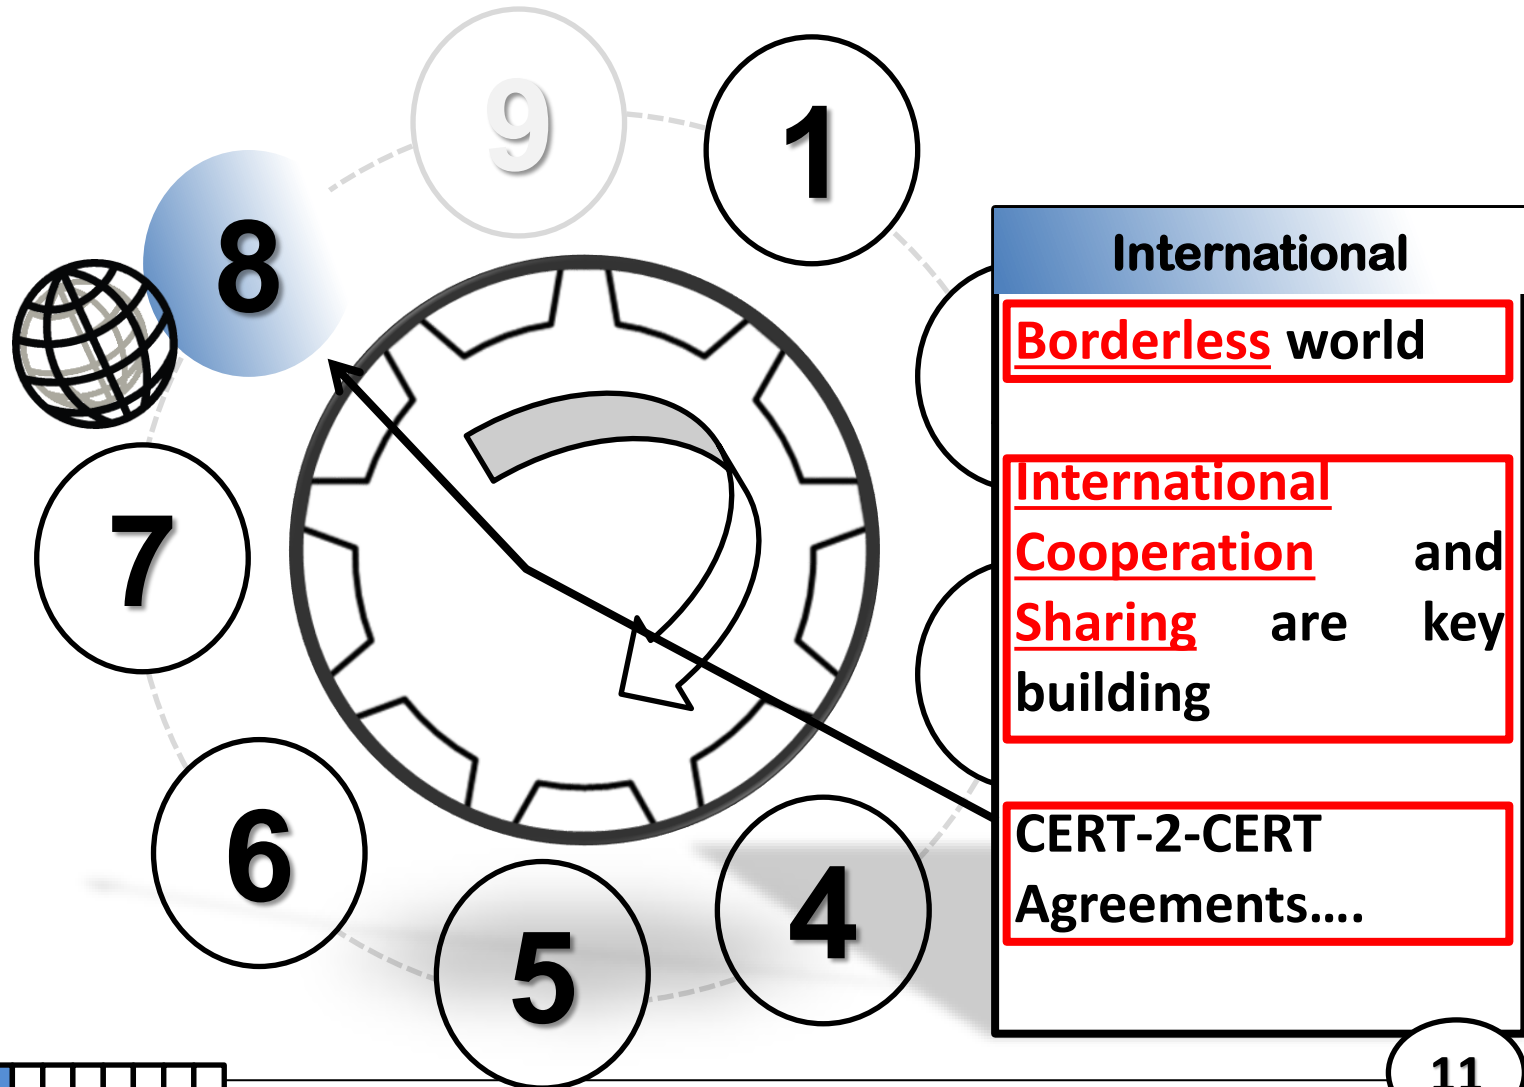 9
1
8
7
6
5
4
International
Borderless world
International
Cooperation and
Sharing are key
building
CERT-2-CERT
Agreements....
11